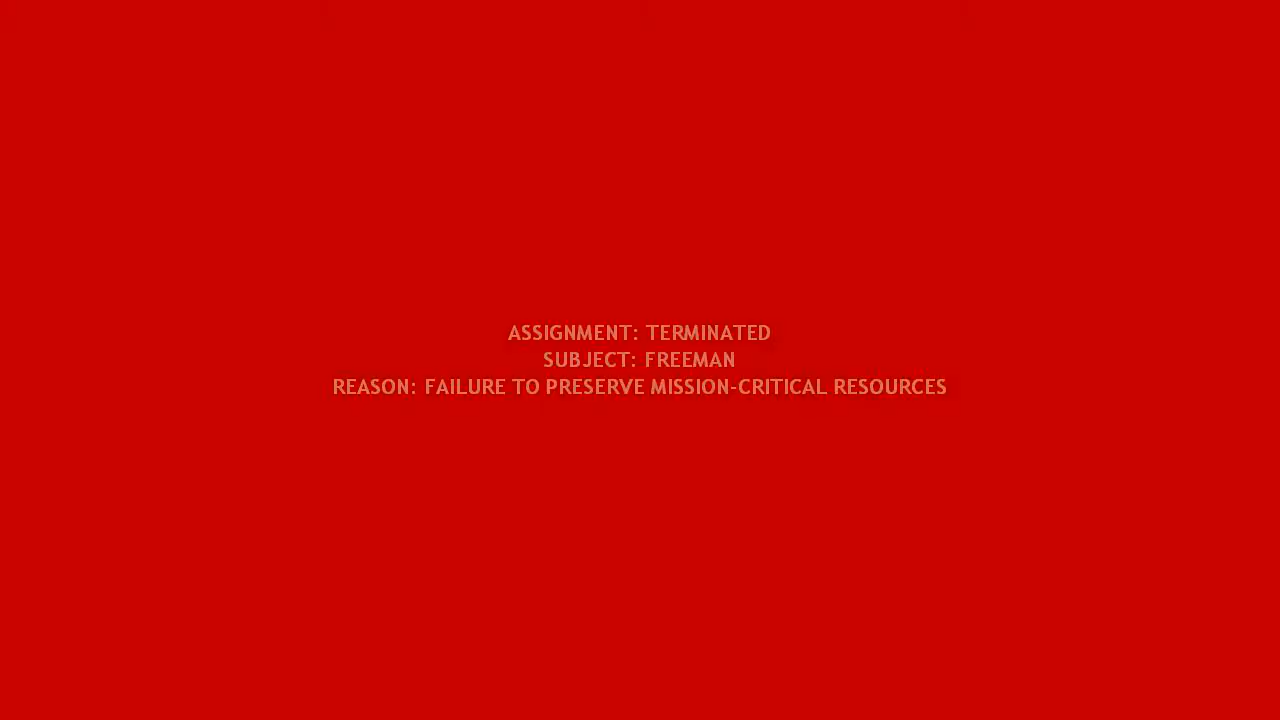 ASSIGNMENT: TERMINATED
SUBJECT: FREEMAN
REASON: FAILURE TO PRESERVE MISSION-CRITICAL RESOURCES